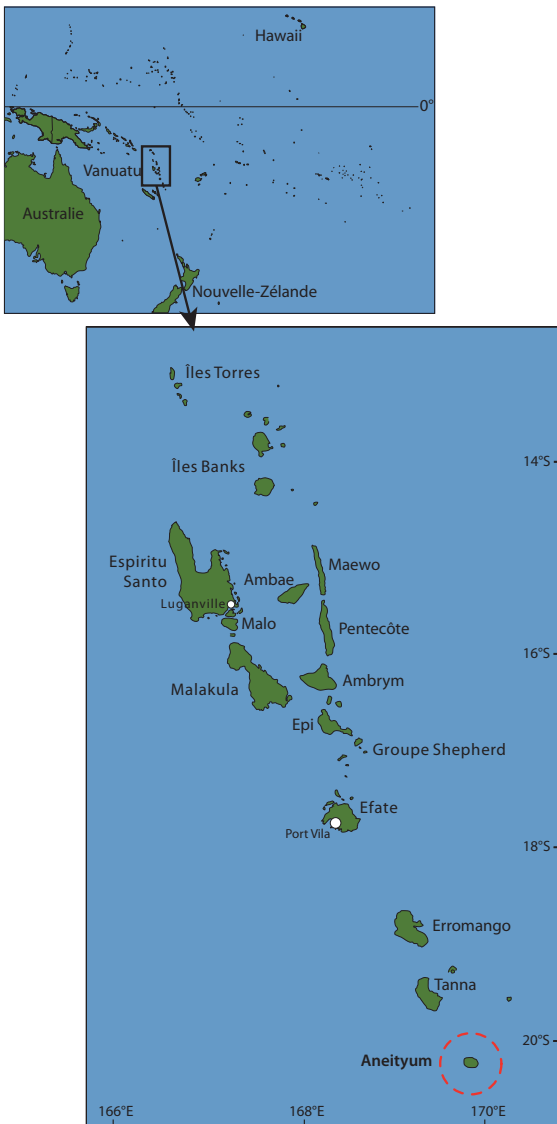 Hawaii
0°
Vanuatu
Australie
Nouvelle-Zélande
Îles Torres
14°S
Îles Banks
Espiritu
Santo
Ambae
Maewo
Luganville
Malo
Pentecôte
16°S
Malakula
Ambrym
Epi
Groupe Shepherd
Efate
Port Vila
18°S
Erromango
Tanna
20°S
Aneityum
166°E
168°E
170°E